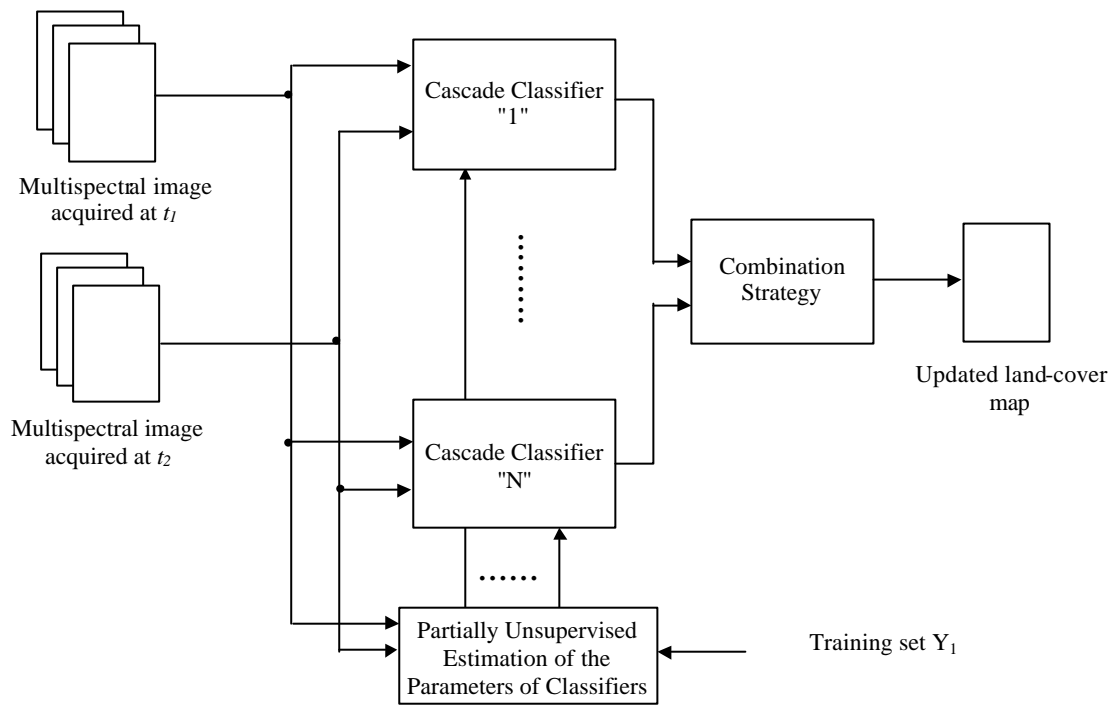 Multispectral image
acquired at t1
Multispectral image
acquired at t2
Cascade Classifier
"1"
Cascade Classifier
"N"
Partially Unsupervised
Estimation of the
Parameters of Classifiers
Training set Y1
Combination
Strategy
Updated land-cover
map